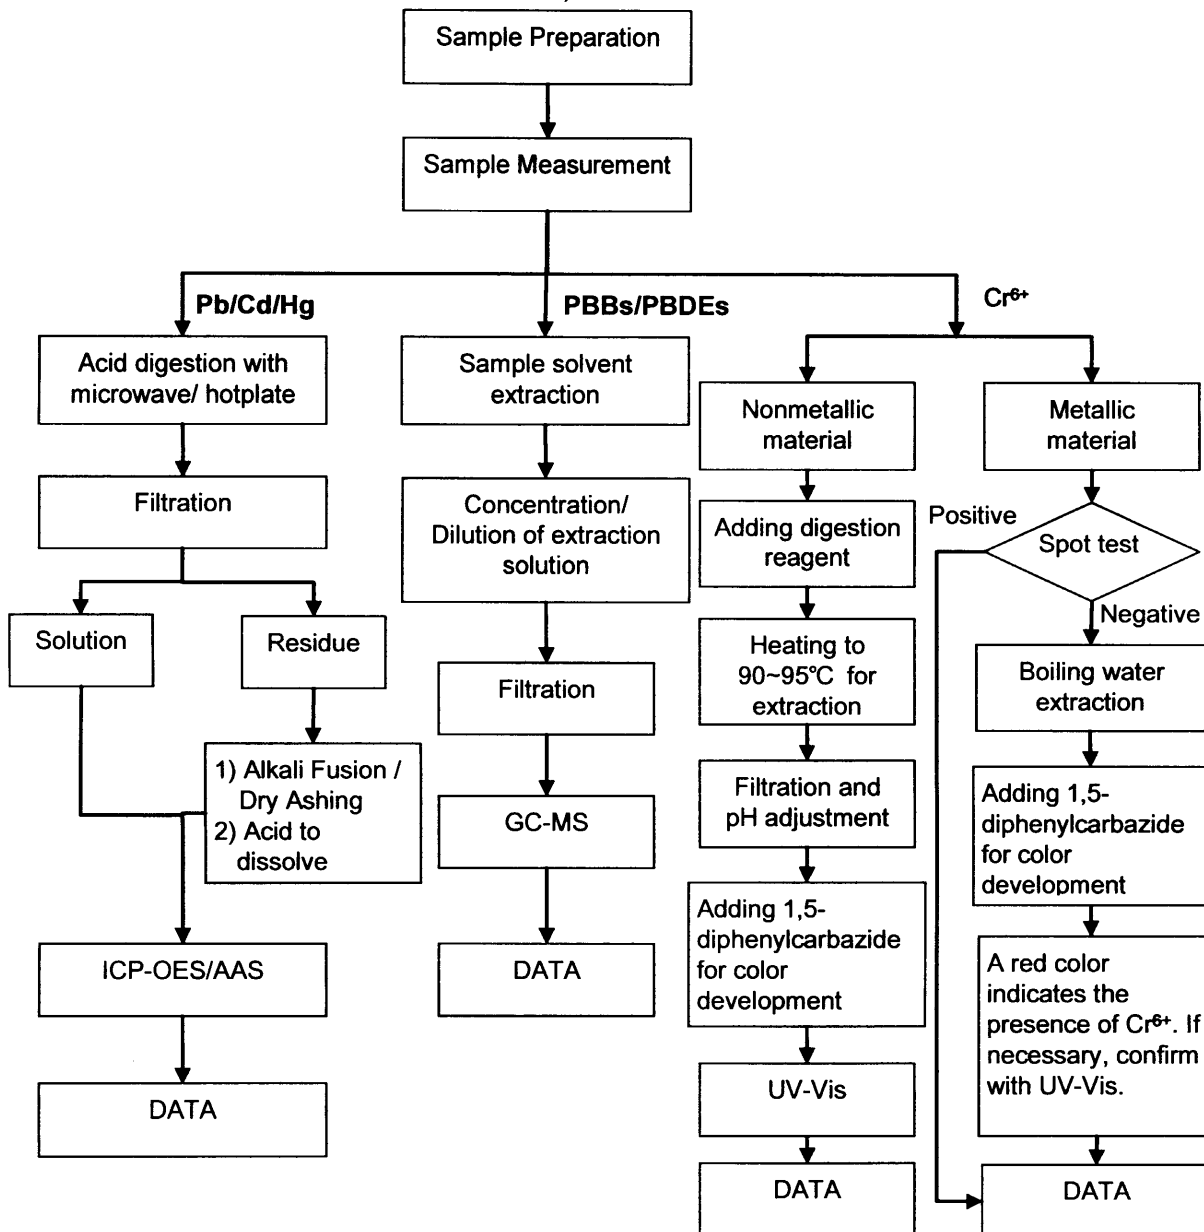 Sample Preparation
Sample Measurement
Pb/Cd/Hg
Acid digestion with
microwave/ hotplate
Filtration
Solution
Residue
1) Alkali Fusion /
Dry Ashing
2) Acid to
dissolve
ICP-OES/AAS
DATA
PBBs/PBDEs
Sample solvent
extraction
Concentration/
Dilution of extraction
solution
Filtration
GC-MS
DATA
Cr⁶⁺
Nonmetallic
material
Adding digestion
reagent
Heating to
90~95℃ for
extraction
Filtration and
pH adjustment
Adding 1,5-
diphenylcarbazide
for color
development
UV-Vis
DATA
Metallic
material
Positive
Spot test
Negative
Boiling water
extraction
Adding 1,5-
diphenylcarbazide
for color
development
A red color
indicates the
presence of Cr⁶⁺. If
necessary, confirm
with UV-Vis.
DATA